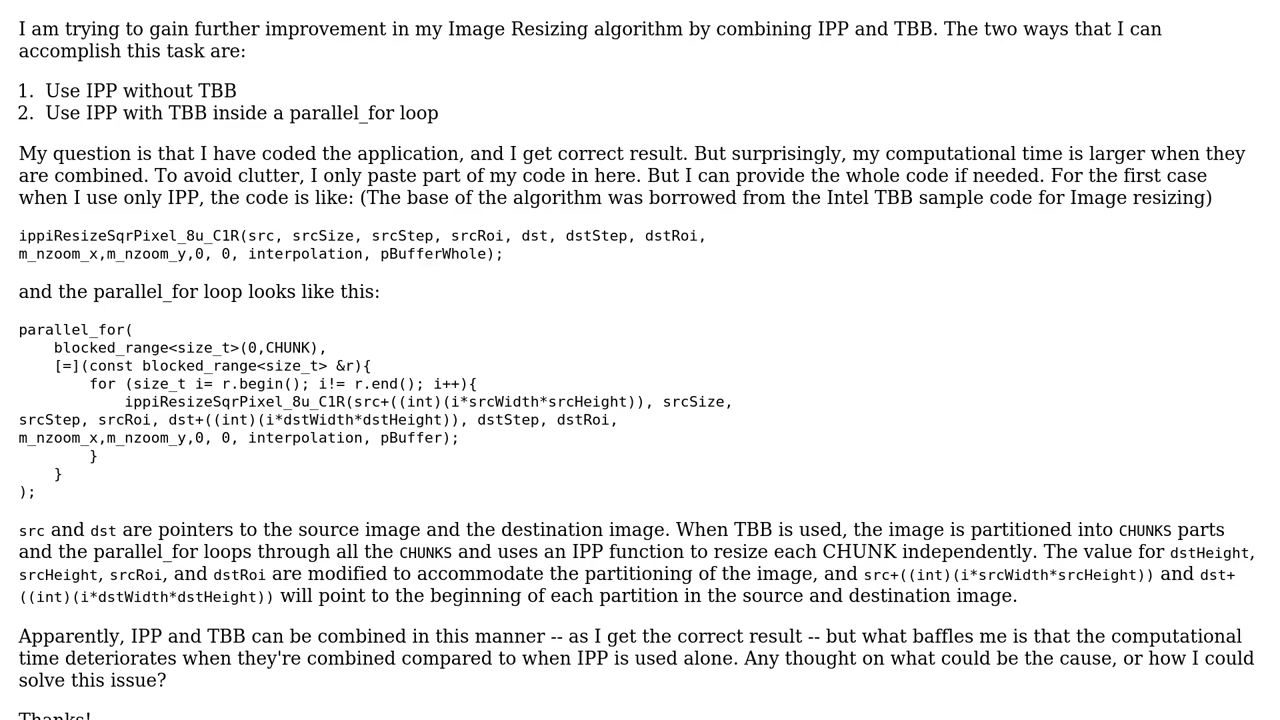 I am trying to gain further improvement in my Image Resizing algorithm by combining IPP and TBB. The two ways that I can
accomplish this task are:
1. Use IPP without TBB
2. Use IPP with TBB inside a parallel_for loop
My question is that I have coded the application, and I get correct result. But surprisingly, my computational time is larger when they
are combined. To avoid clutter, I only paste part of my code in here. But I can provide the whole code if needed. For the first case
when I use only IPP, the code is like: (The base of the algorithm was borrowed from the Intel TBB sample code for Image resizing)
ippiResizeSqrPixel_8u_C1R(src, srcSize, srcStep, srcRoi, dst, dstStep, dstRoi,
m_nzoom_x,m_nzoom_y,0, 0, interpolation, pBufferWhole);
and the parallel_for loop looks like this:
parallel_for(
    blocked_range<size_t>(0,CHUNK),
    [=](const blocked_range<size_t> &r){
        for (size_t i= r.begin(); i!= r.end(); i++){
            ippiResizeSqrPixel_8u_C1R(src+((int)(i*srcWidth*srcHeight)), srcSize,
srcStep, srcRoi, dst+((int)(i*dstWidth*dstHeight)), dstStep, dstRoi,
m_nzoom_x,m_nzoom_y,0, 0, interpolation, pBuffer);
        }
    }
);
src and dst are pointers to the source image and the destination image. When TBB is used, the image is partitioned into CHUNKS parts
and the parallel_for loops through all the CHUNKS and uses an IPP function to resize each CHUNK independently. The value for dstHeight,
srcHeight, srcRoi, and dstRoi are modified to accommodate the partitioning of the image, and src+((int)(i*srcWidth*srcHeight)) and dst+
((int)(i*dstWidth*dstHeight)) will point to the beginning of each partition in the source and destination image.
Apparently, IPP and TBB can be combined in this manner -- as I get the correct result -- but what baffles me is that the computational
time deteriorates when they're combined compared to when IPP is used alone. Any thought on what could be the cause, or how I could
solve this issue?
Thanks!